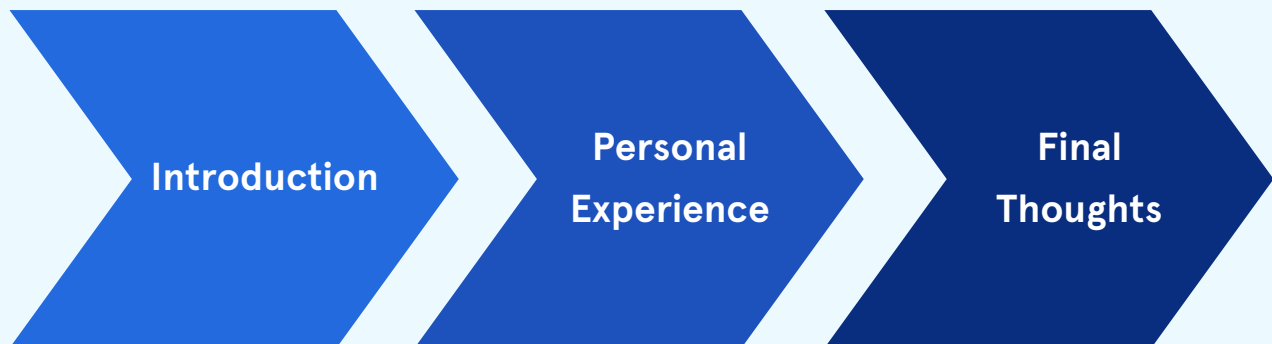 Introduction
Personal
Experience
Final
Thoughts